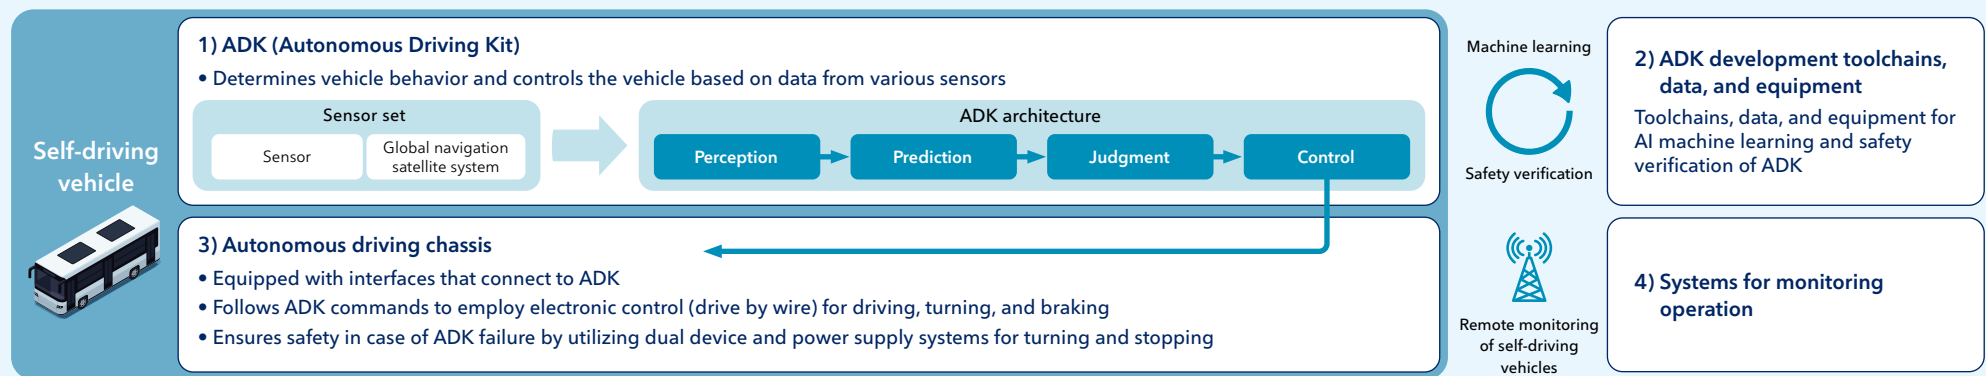 Self-driving
vehicle
1) ADK (Autonomous Driving Kit)
• Determines vehicle behavior and controls the vehicle based on data from various sensors
Sensor set
Sensor
Global navigation
satellite system
ADK architecture
Perception
Prediction
Judgment
Control
3) Autonomous driving chassis
• Equipped with interfaces that connect to ADK
• Follows ADK commands to employ electronic control (drive by wire) for driving, turning, and braking
• Ensures safety in case of ADK failure by utilizing dual device and power supply systems for turning and stopping
Machine learning
Safety verification
2) ADK development toolchains,
data, and equipment
Toolchains, data, and equipment for
AI machine learning and safety
verification of ADK
Remote monitoring
of self-driving
vehicles
4) Systems for monitoring
operation